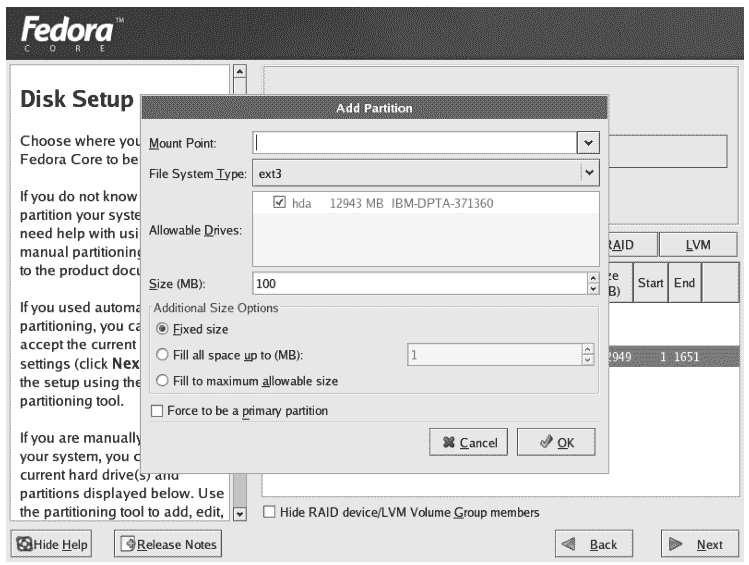 Fedora™
CORE
Disk Setup
Choose where you
Fedora Core to be
If you do not know
partition your syste
need help with usi
manual partitioning
to the product docu
If you used automa
partitioning, you ca
accept the current
settings (click Nex
the setup using the
partitioning tool.
If you are manually
your system, you c
current hard drive(s) and
partitions displayed below. Use
the partitioning tool to add, edit,
Add Partition
Mount Point:
File System Type: ext3
Allowable Drives:
hda 12943 MB IBM-DPTA-371360
Size (MB): 100
Additional Size Options
Fixed size
Fill all space up to (MB): 1
Fill to maximum allowable size
Force to be a primary partition
Cancel OK
RAID LVM
Start End
2949 1 1651
Hide RAID device/LVM Volume Group members
Hide Help Release Notes Back Next